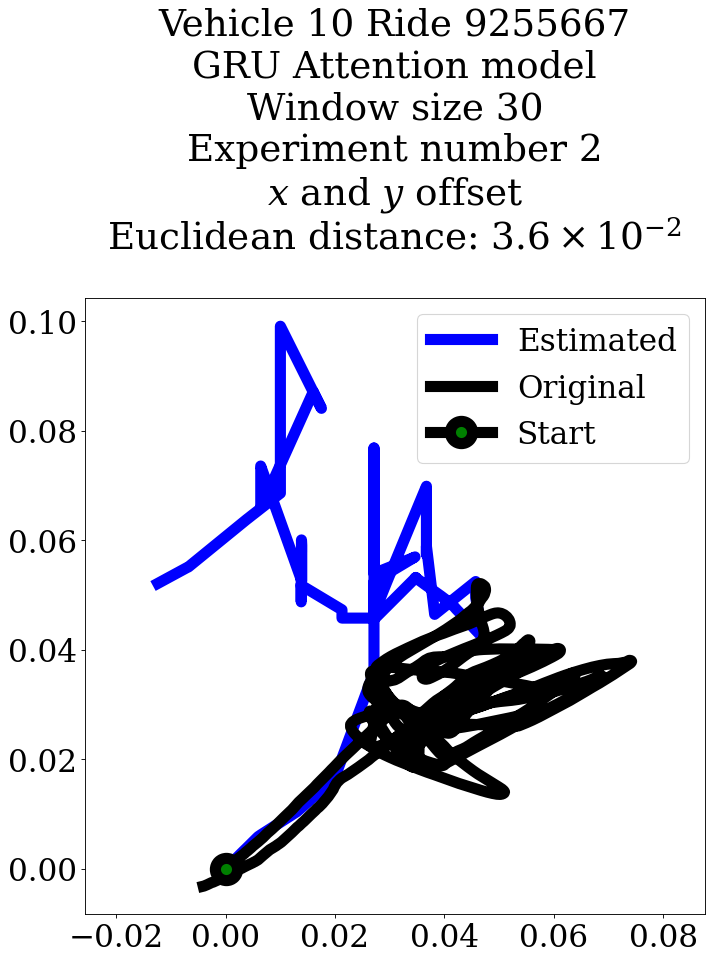 Vehicle 10 Ride 9255667
GRU Attention model
Window size 30
Experiment number 2
x and y offset
Euclidean distance: 3.6 × 10⁻²
Estimated
Original
Start
0.10
0.08
0.06
0.04
0.02
0.00
−0.02 0.00 0.02 0.04 0.06 0.08